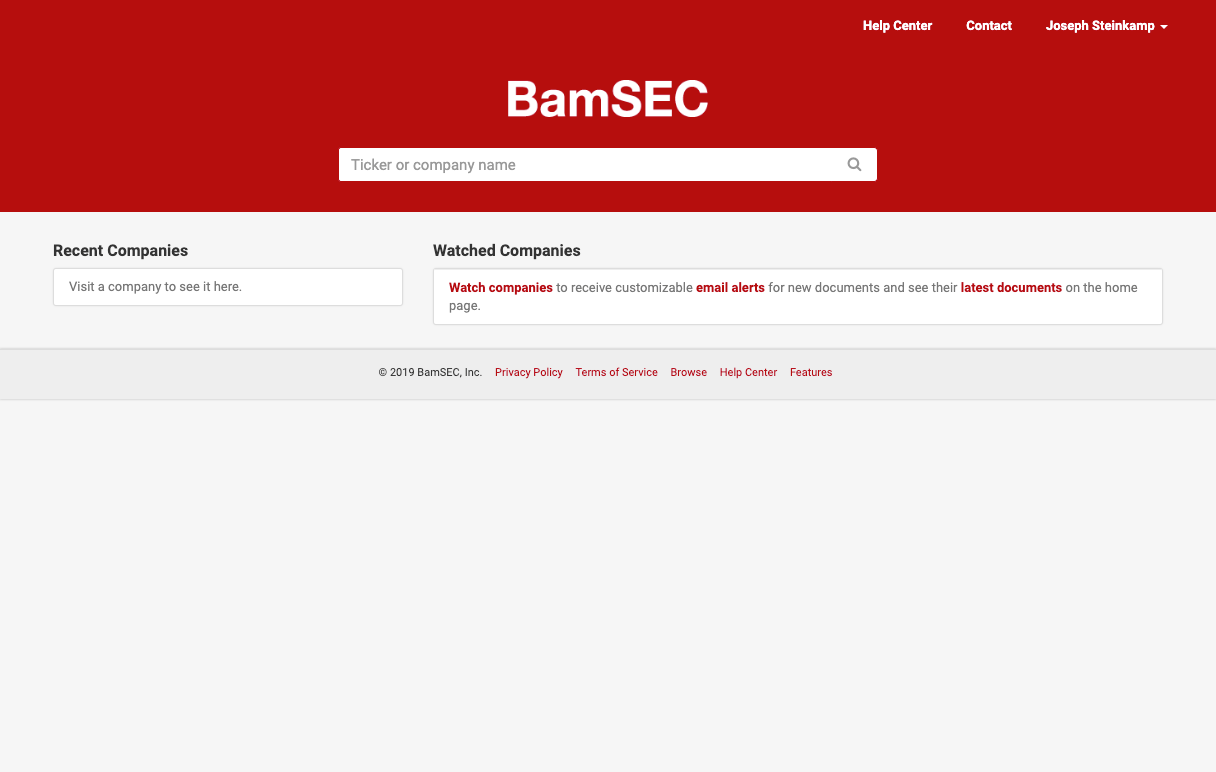 Help Center Contact Joseph Steinkamp
BamSEC
Ticker or company name
Recent Companies
Visit a company to see it here.
Watched Companies
Watch companies to receive customizable email alerts for new documents and see their latest documents on the home
page.
© 2019 BamSEC, Inc. Privacy Policy Terms of Service Browse Help Center Features